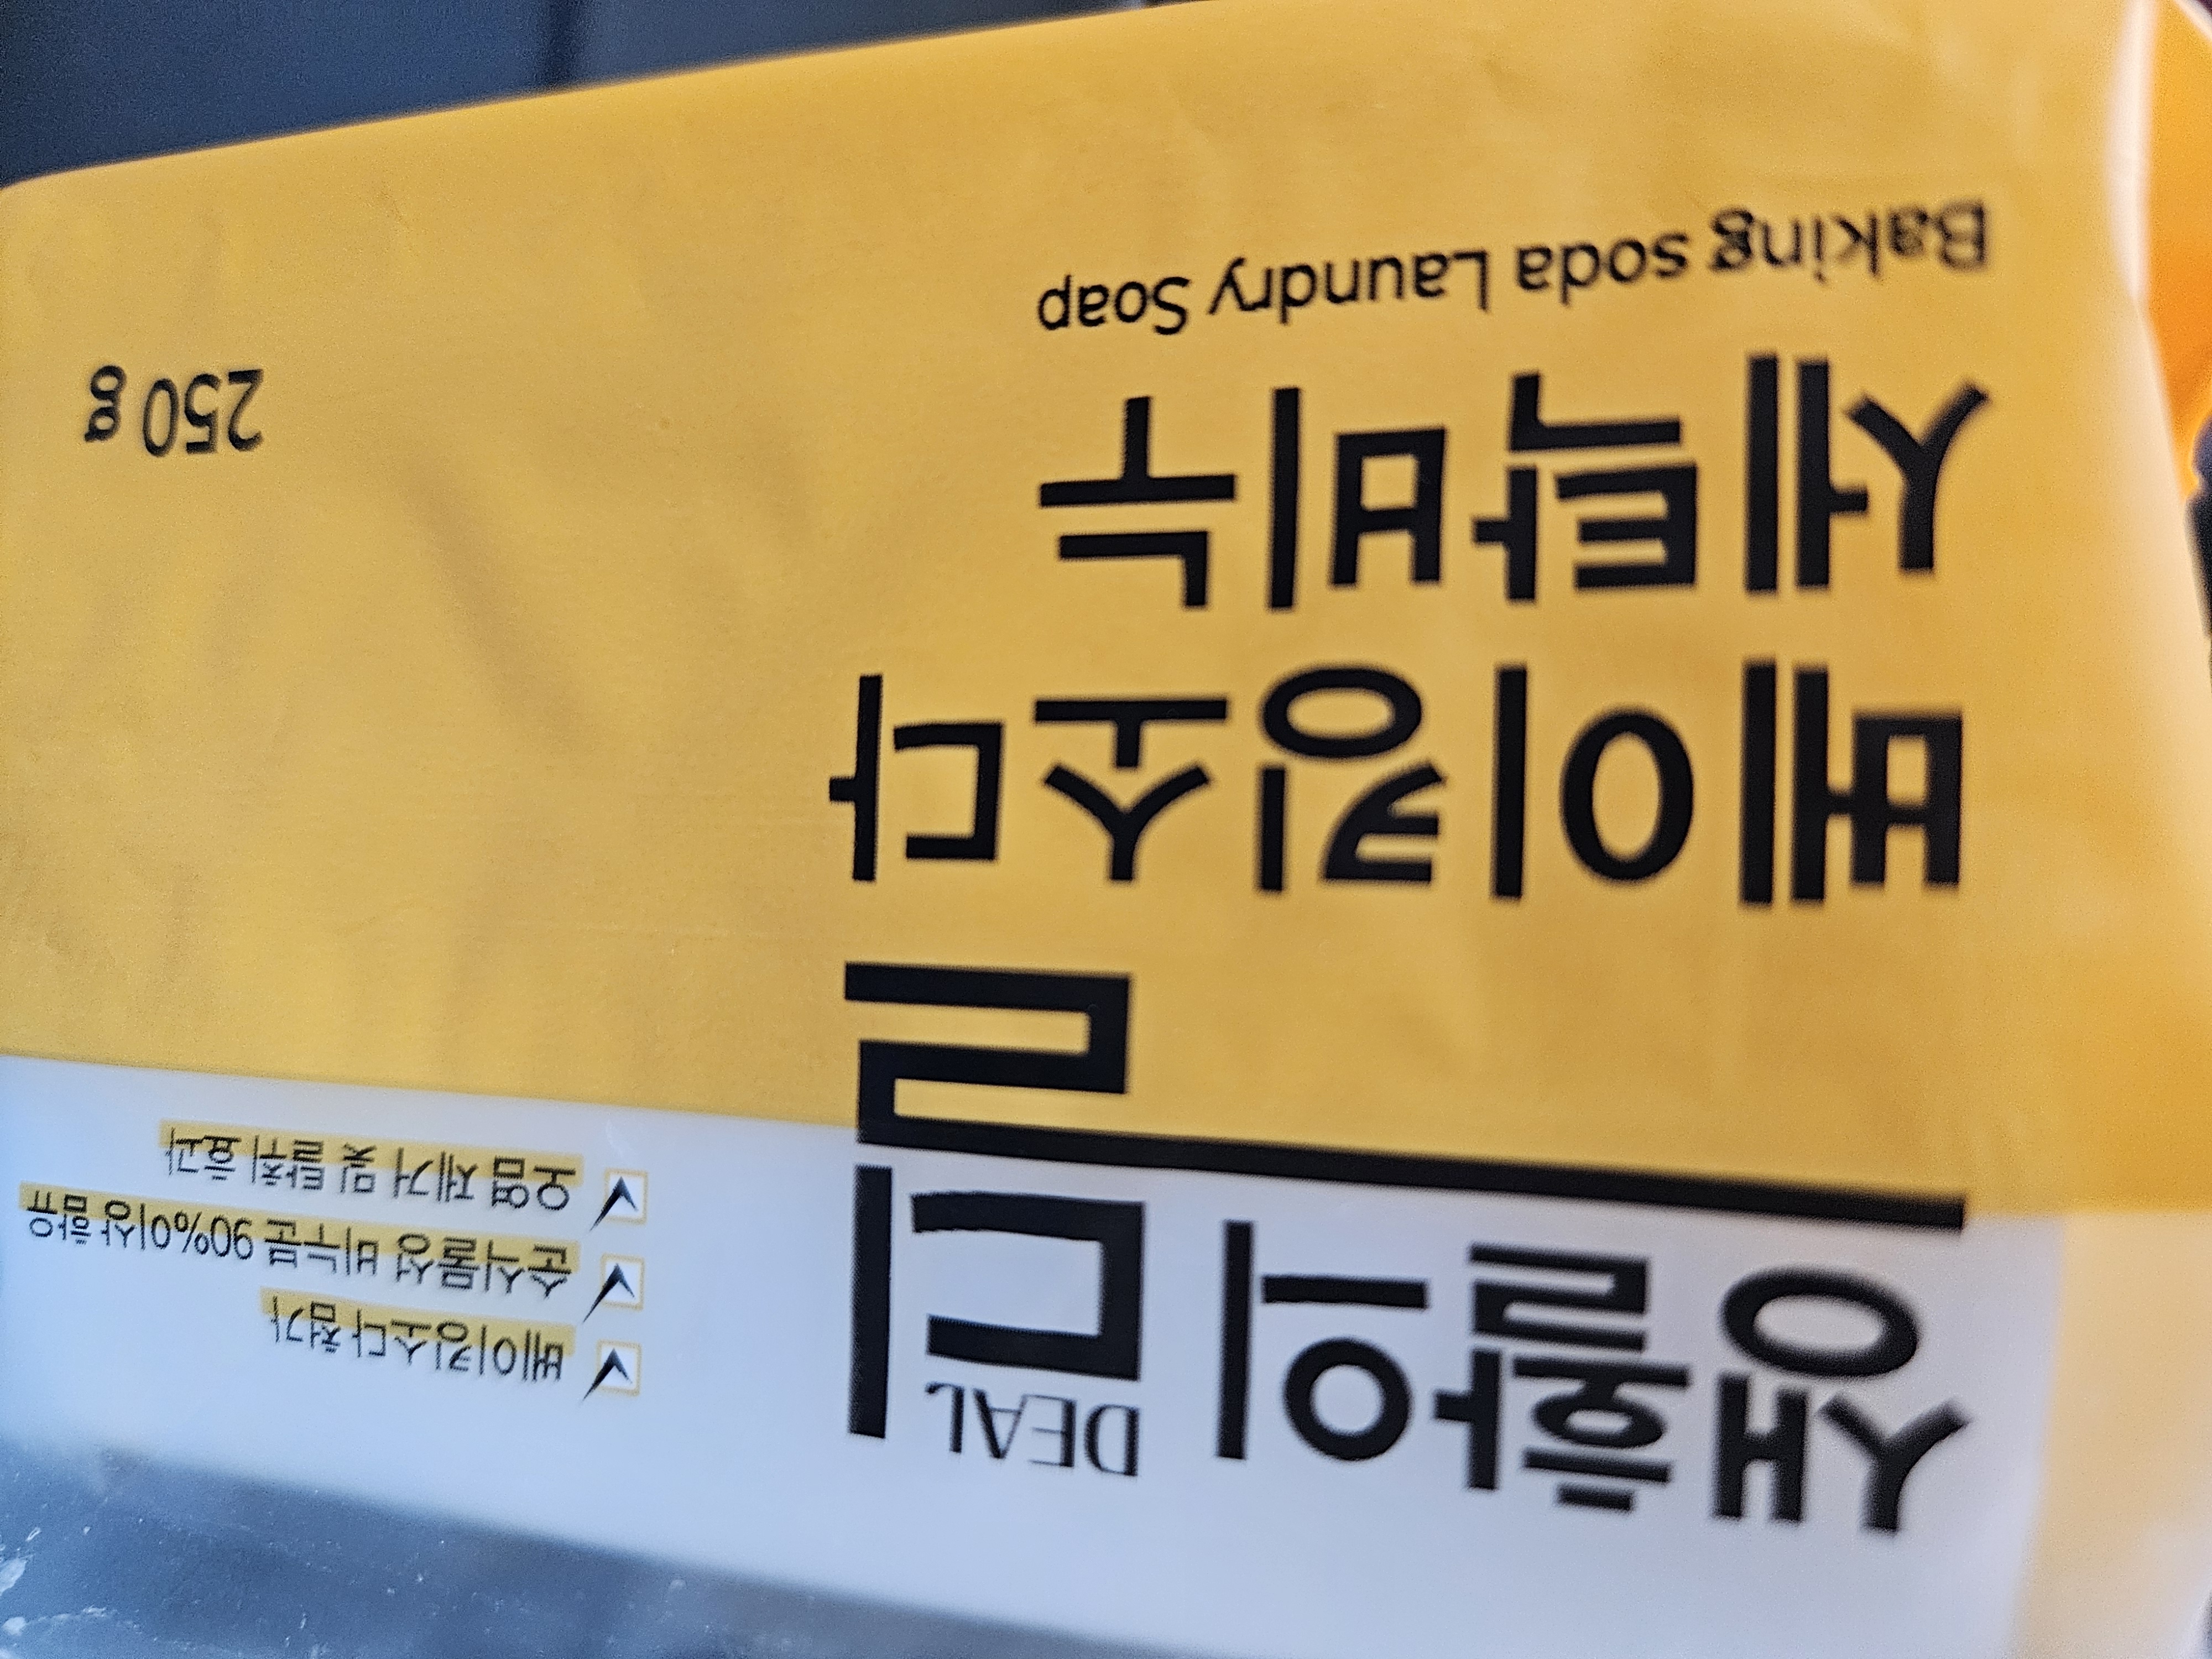 생활의
DEAL
딜
베이킹소다
세탁비누
Baking soda Laundry Soap
베이킹소다 첨가
순식물성 비누분 90%이상 함유
오염 제거 및 탈취 효과
250 g